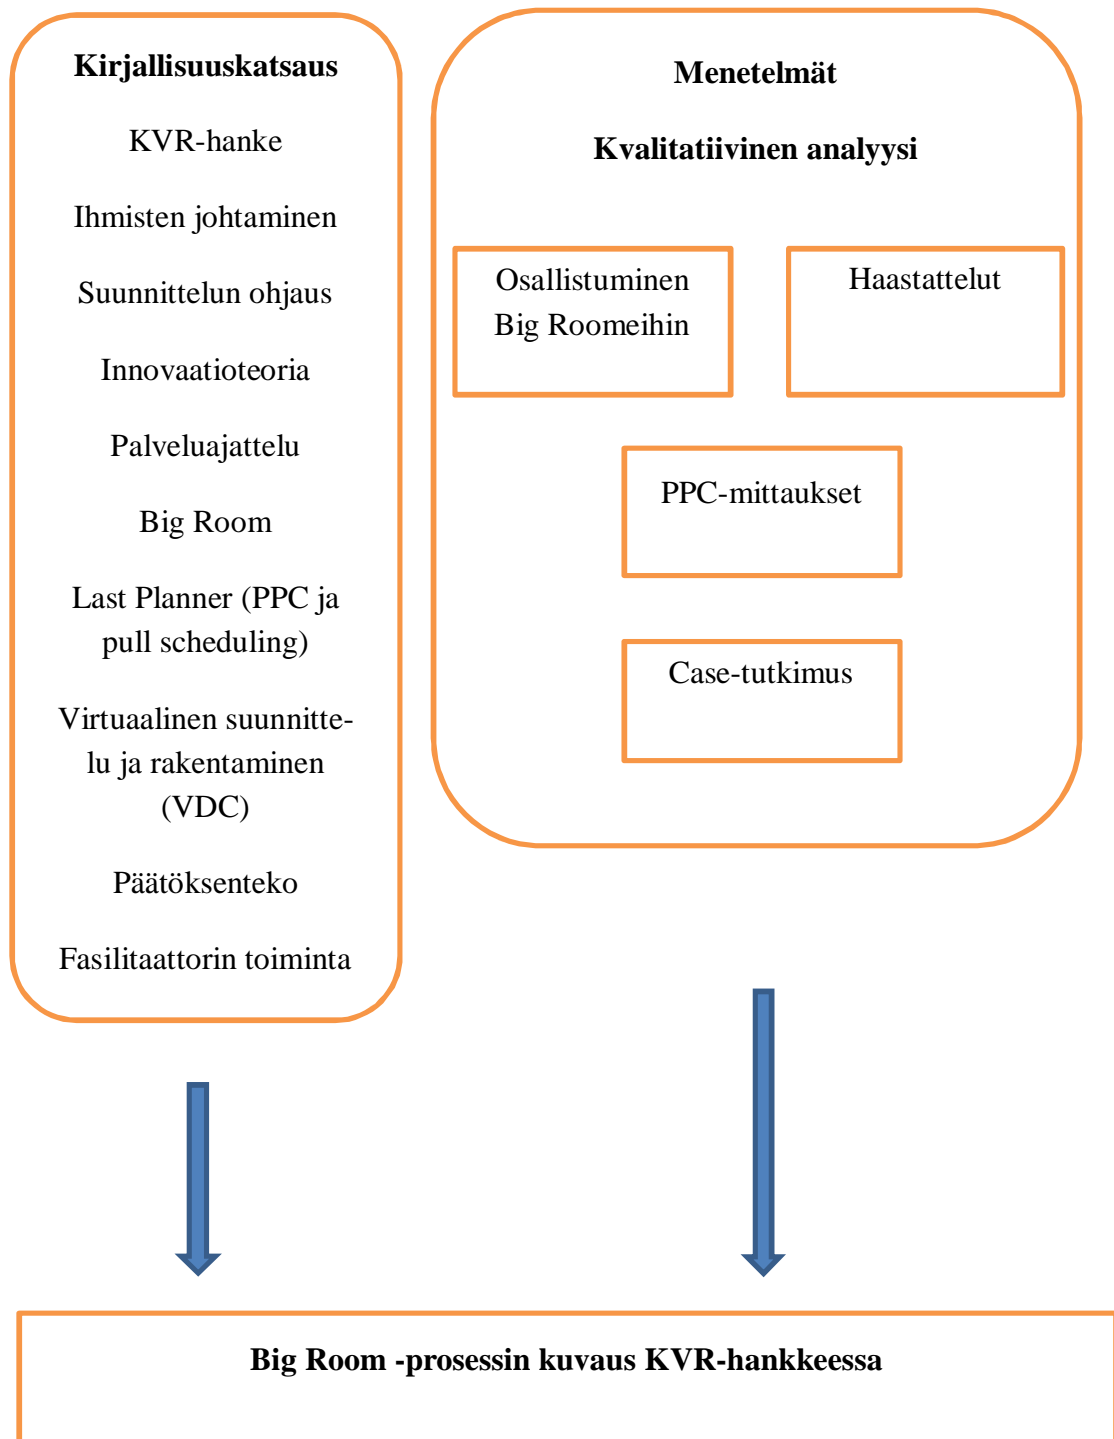 Kirjallisuuskatsaus
KVR-hanke
Ihmisten johtaminen
Suunnittelun ohjaus
Innovaatioteoria
Palveluajattelu
Big Room
Last Planner (PPC ja
pull scheduling)
Virtuaalinen suunnitte-
lu ja rakentaminen
(VDC)
Päätöksenteko
Fasilitaattorin toiminta
Menetelmät
Kvalitatiivinen analyysi
Osallistuminen
Big Roomeihin
Haastattelut
PPC-mittaukset
Case-tutkimus
Big Room -prosessin kuvaus KVR-hankkeessa